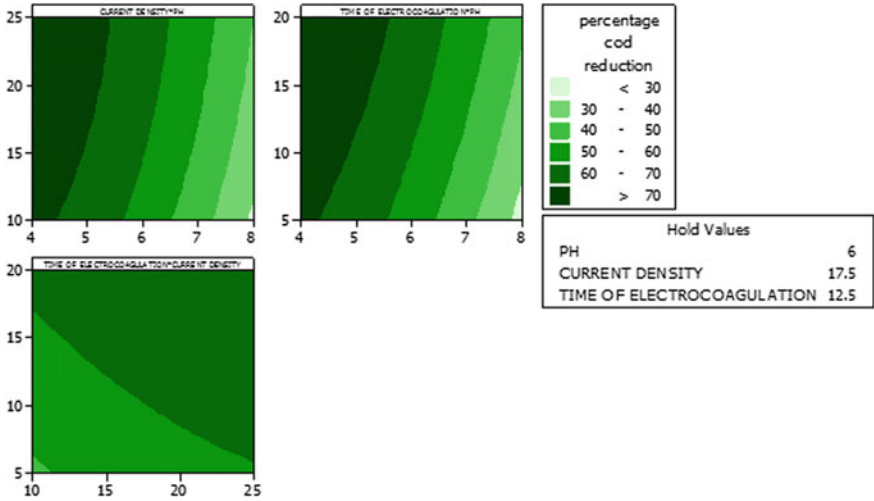 CURRENT DENSITY*PH
25
20
15
10
4 5 6 7 8
TIME OF ELECTROCOAGULATION*PH
20
15
10
5
4 5 6 7 8
percentage
cod
reduction
< 30
30 - 40
40 - 50
50 - 60
60 - 70
> 70
Hold Values
PH 6
CURRENT DENSITY 17.5
TIME OF ELECTROCOAGULATION 12.5
TIME OF ELECTROCOAGULATION*CURRENT DENSITY
20
15
10
5
10 15 20 25